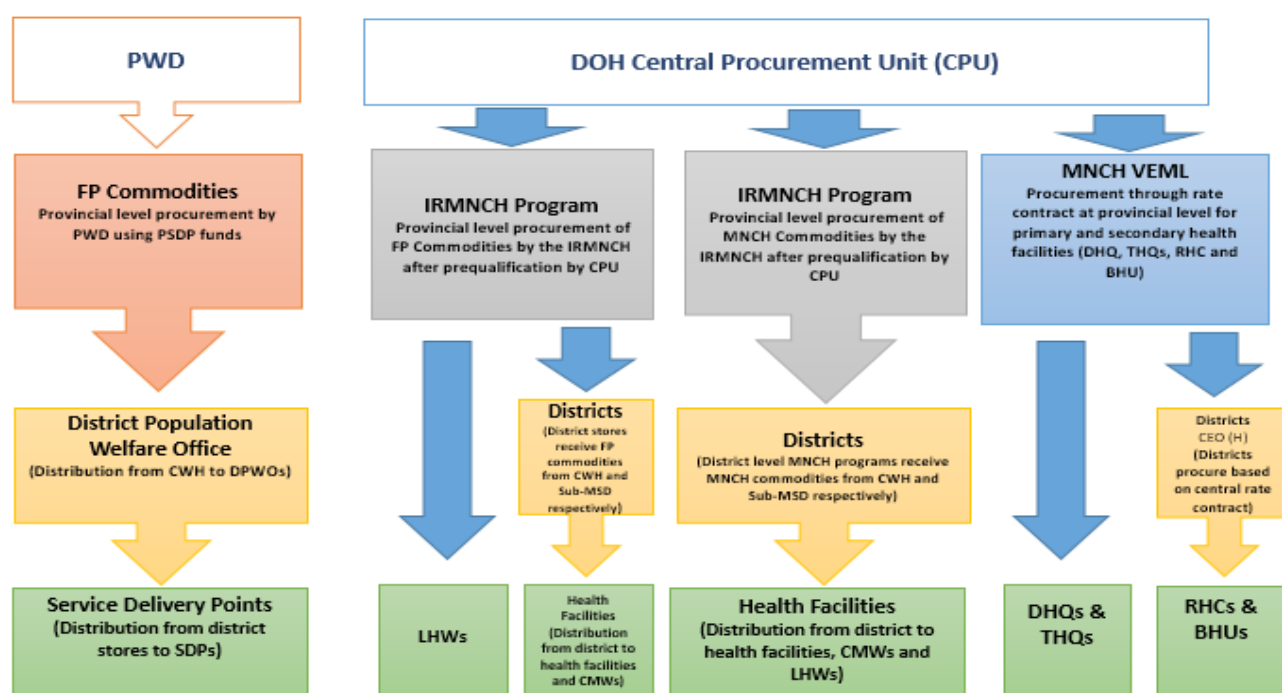 PWD
DOH Central Procurement Unit (CPU)
FP Commodities
Provincial level procurement by
PWD using PSDP funds
IRMNCH Program
Provincial level procurement of
FP Commodities by the IRMNCH
after prequalification by CPU
IRMNCH Program
Provincial level procurement of
MNCH Commodities by the
IRMNCH after prequalification by
CPU
MNCH VEML
Procurement through rate
contract at provincial level for
primary and secondary health
facilities (DHQ, THQs, RHC and
BHU)
District Population
Welfare Office
(Distribution from CWH to DPWOs)
Districts
(District stores
receive FP
commodities
from CWH and
Sub-MSD
respectively)
Districts
(District level MNCH programs receive
MNCH commodities from CWH and
Sub-MSD respectively)
Districts
CEO (H)
(Districts
procure based
on central rate
contract)
Service Delivery Points
(Distribution from district
stores to SDPs)
LHWs
Health
Facilities
(Distribution
from district to
health facilities
and CMWs)
Health Facilities
(Distribution from district to
health facilities, CMWs and
LHWs)
DHQs &
THQs
RHCs &
BHUs